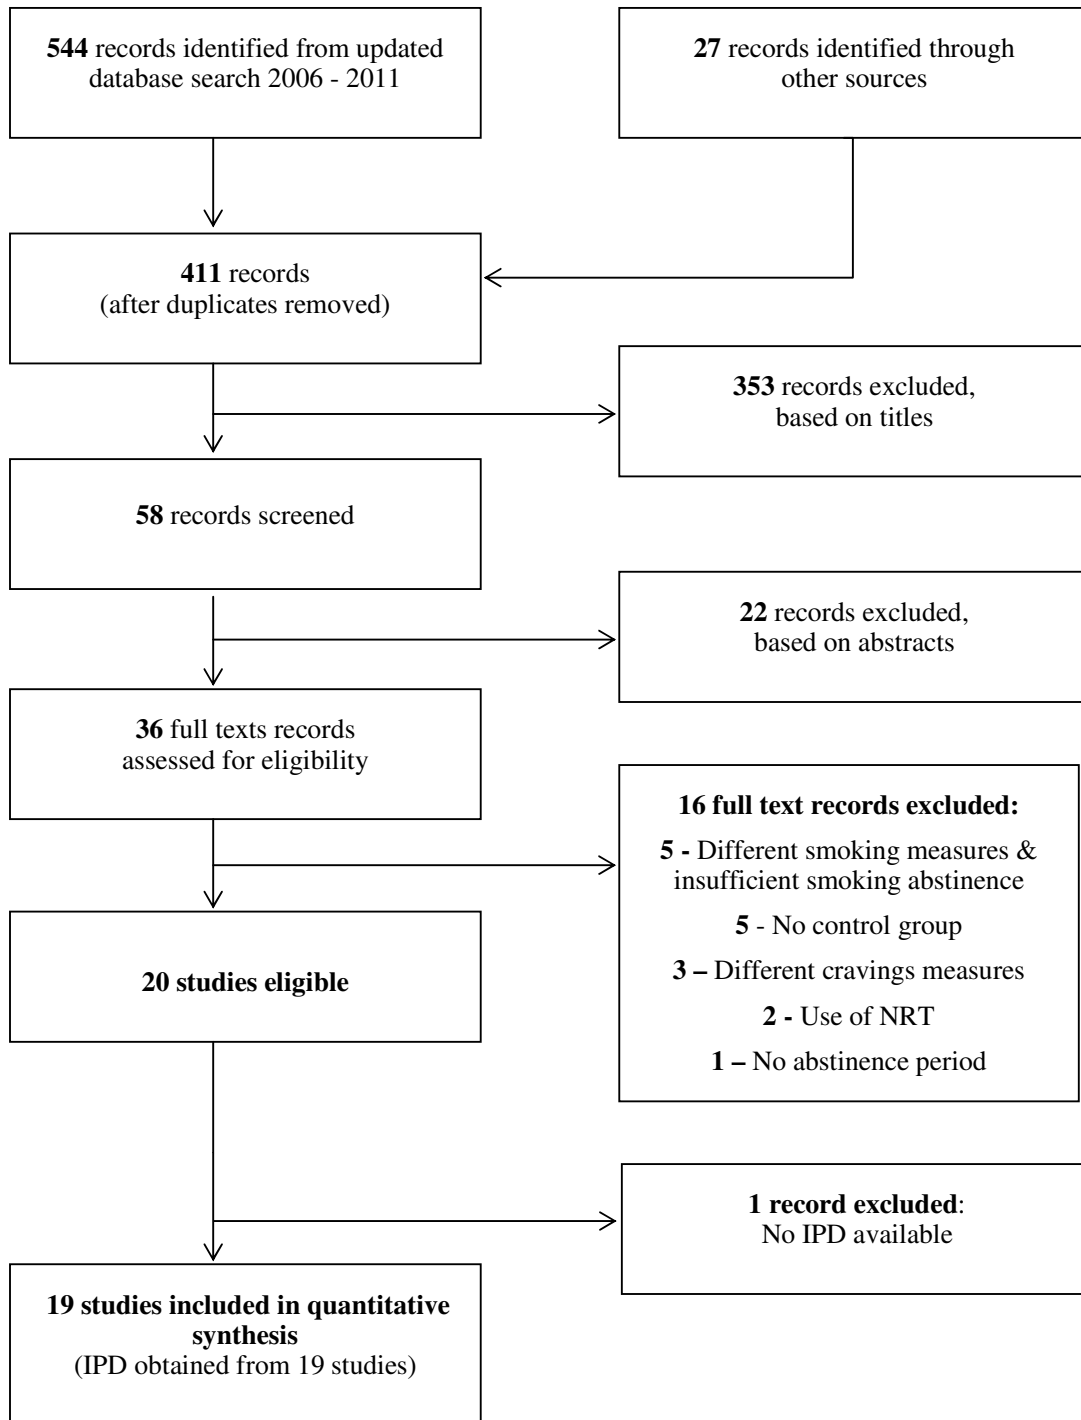 544 records identified from updated
database search 2006 - 2011
27 records identified through
other sources
411 records
(after duplicates removed)
353 records excluded,
based on titles
58 records screened
22 records excluded,
based on abstracts
36 full texts records
assessed for eligibility
16 full text records excluded:
5 - Different smoking measures &
insufficient smoking abstinence
5 - No control group
3 – Different cravings measures
2 - Use of NRT
1 – No abstinence period
20 studies eligible
1 record excluded:
No IPD available
19 studies included in quantitative
synthesis
(IPD obtained from 19 studies)